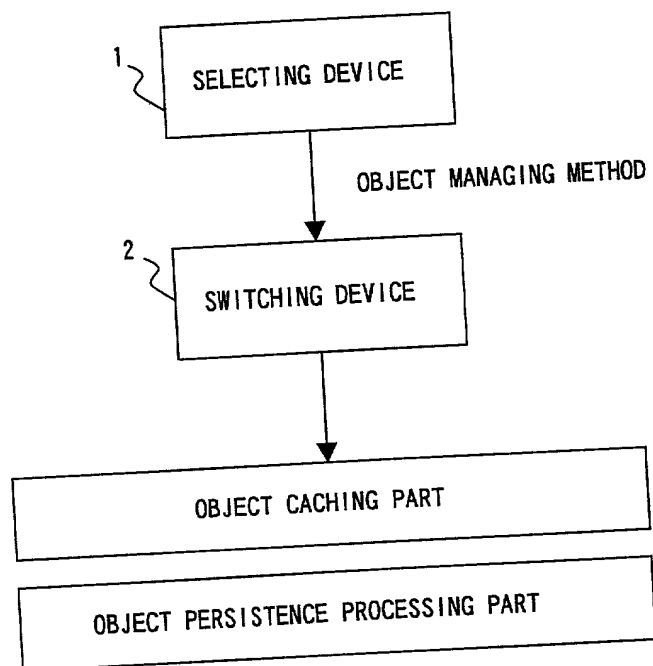 1
SELECTING DEVICE
OBJECT MANAGING METHOD
2
SWITCHING DEVICE
OBJECT CACHING PART
OBJECT PERSISTENCE PROCESSING PART